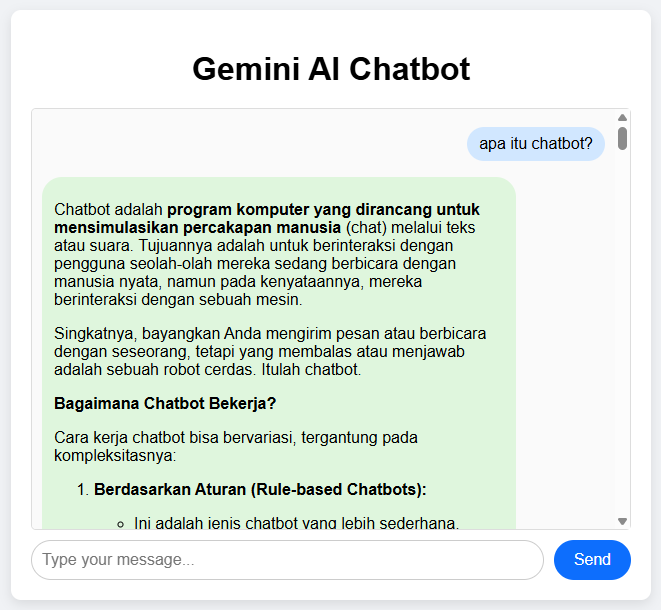 Gemini AI Chatbot
apa itu chatbot?
Chatbot adalah program komputer yang dirancang untuk
mensimulasikan percakapan manusia (chat) melalui teks
atau suara. Tujuannya adalah untuk berinteraksi dengan
pengguna seolah-olah mereka sedang berbicara dengan
manusia nyata, namun pada kenyataannya, mereka
berinteraksi dengan sebuah mesin.
Singkatnya, bayangkan Anda mengirim pesan atau berbicara
dengan seseorang, tetapi yang membalas atau menjawab
adalah sebuah robot cerdas. Itulah chatbot.
Bagaimana Chatbot Bekerja?
Cara kerja chatbot bisa bervariasi, tergantung pada
kompleksitasnya:
1. Berdasarkan Aturan (Rule-based Chatbots):
◦ Ini adalah jenis chatbot yang lebih sederhana.
Type your message...
Send